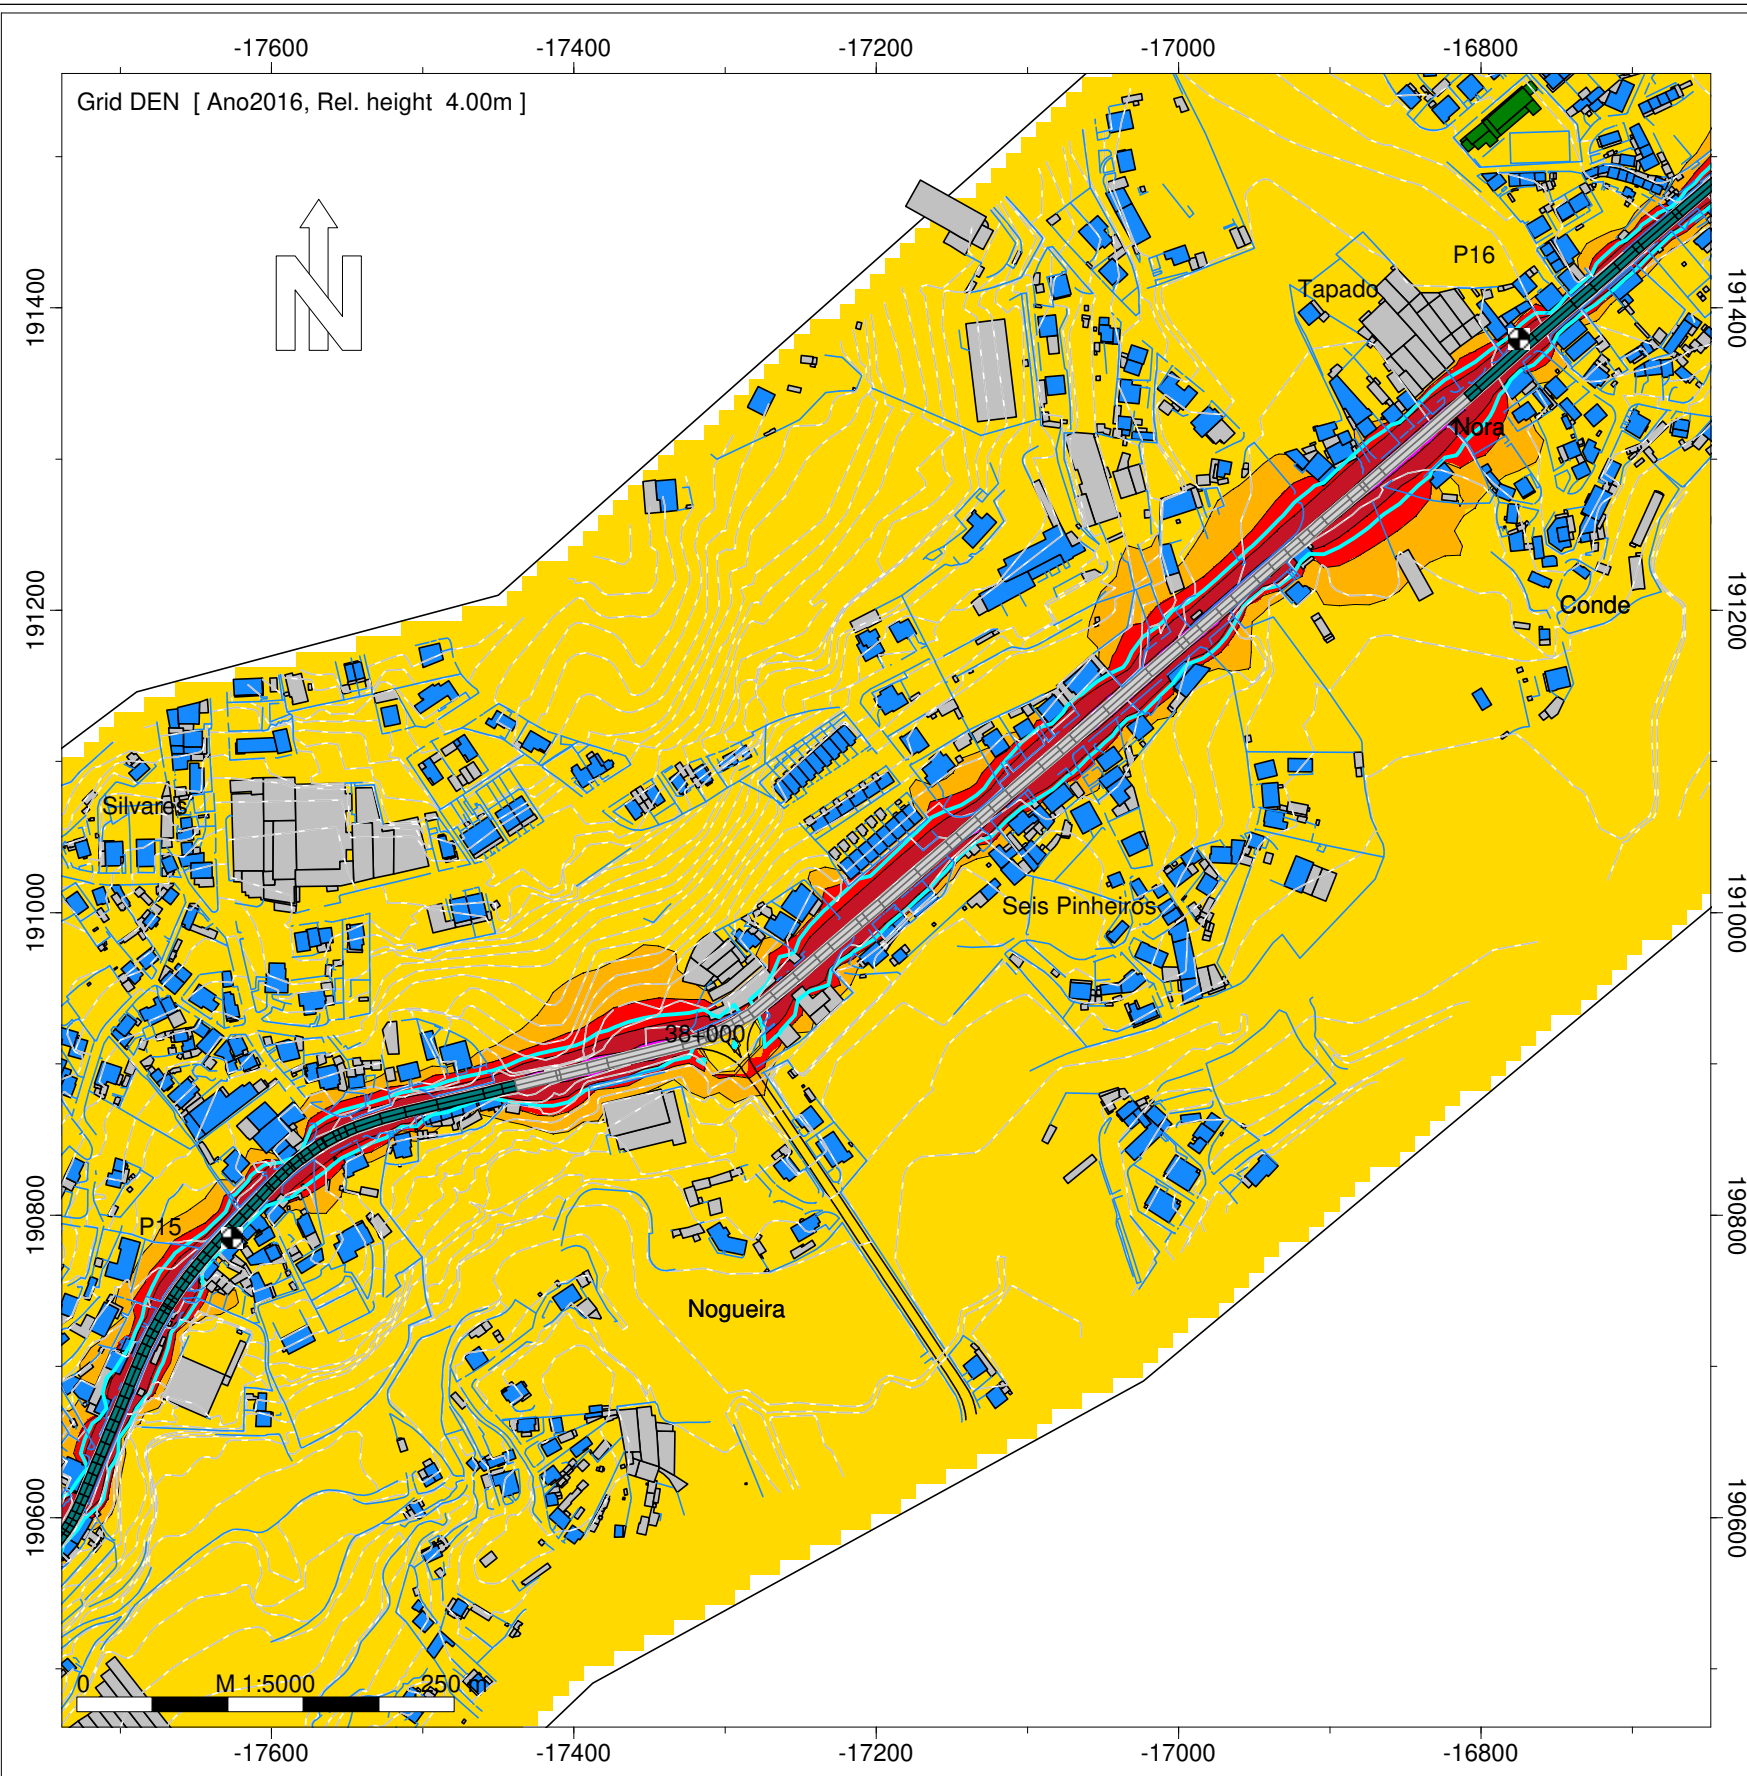 -17600 -17400 -17200 -17000 -16800
Grid DEN [ Ano2016, Rel. height 4.00m ]
N
P16
Tapado
191400
191400
Nora
191200
Conde
191200
Silvares
Seis Pinheiros
191000
191000
38+000
P15
190800
190800
Nogueira
190600
190600
0 M 1:5000 250 m
-17600 -17400 -17200 -17000 -16800